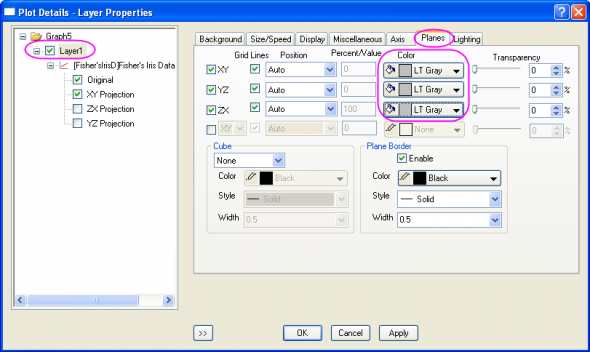 Plot Details - Layer Properties
Graph5
Layer1
[Fisher'sIrisD]Fisher's Iris Data
Original
XY Projection
ZX Projection
YZ Projection
Background Size/Speed Display Miscellaneous Axis Planes Lighting
Grid Lines Position Percent/Value Color Transparency
XY Auto 0 LT Gray 0 %
YZ Auto 0 LT Gray 0 %
ZX Auto 100 LT Gray 0 %
XY Auto 0 None 0 %
Cube
None
Color Black
Style Solid
Width 0.5
Plane Border
Enable
Color Black
Style Solid
Width 0.5
>> OK Cancel Apply